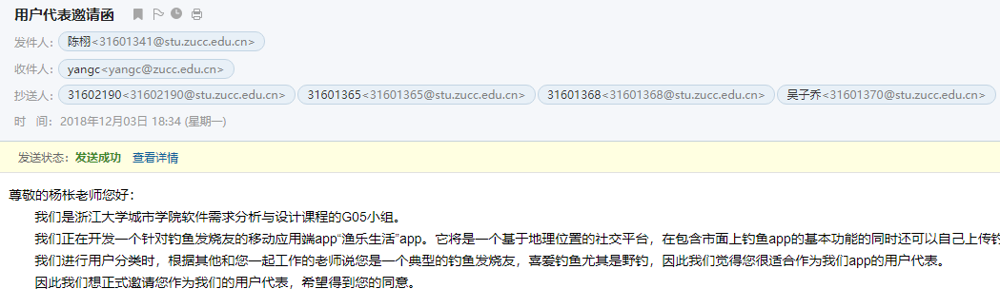 用户代表邀请函
发件人：陈栩<31601341@stu.zucc.edu.cn>
收件人：yangc<yangc@zucc.edu.cn>
抄送人：31602190<31602190@stu.zucc.edu.cn> 31601365<31601365@stu.zucc.edu.cn> 31601368<31601368@stu.zucc.edu.cn> 吴子乔<31601370@stu.zucc.edu.cn>
时 间：2018年12月03日 18:34 (星期一)
发送状态：发送成功 查看详情
尊敬的杨枨老师您好：
我们是浙江大学城市学院软件需求分析与设计课程的G05小组。
我们正在开发一个针对钓鱼发烧友的移动应用端app“渔乐生活”app。它将是一个基于地理位置的社交平台，在包含市面上钓鱼app的基本功能的同时还可以自己上传钓
我们进行用户分类时，根据其他和您一起工作的老师说您是一个典型的钓鱼发烧友，喜爱钓鱼尤其是野钓，因此我们觉得您很适合作为我们app的用户代表。
因此我们想正式邀请您作为我们的用户代表，希望得到您的同意。